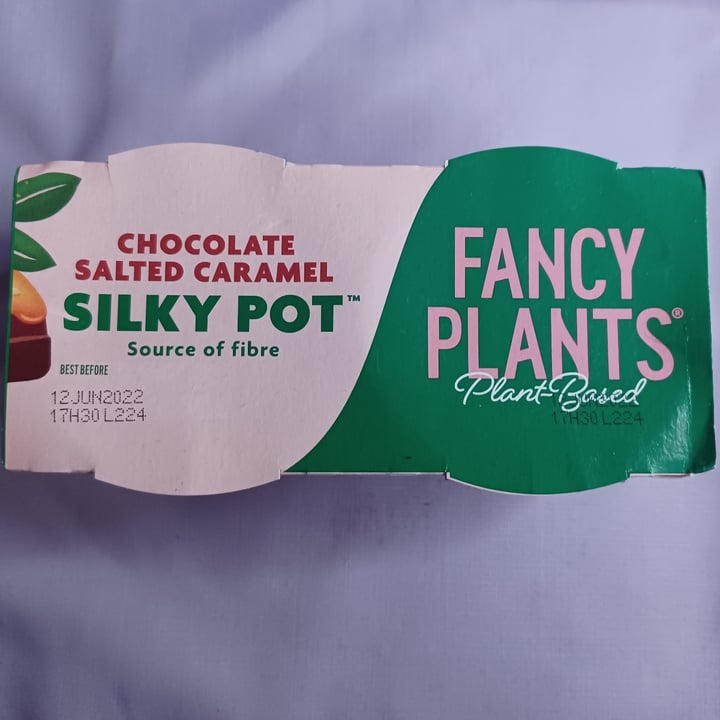 CHOCOLATE
SALTED CARAMEL
SILKY POT™
Source of fibre
BEST BEFORE
12 JUN 2022
17H30 L224
FANCY
PLANTS®
Plant-Based
17H30 L224